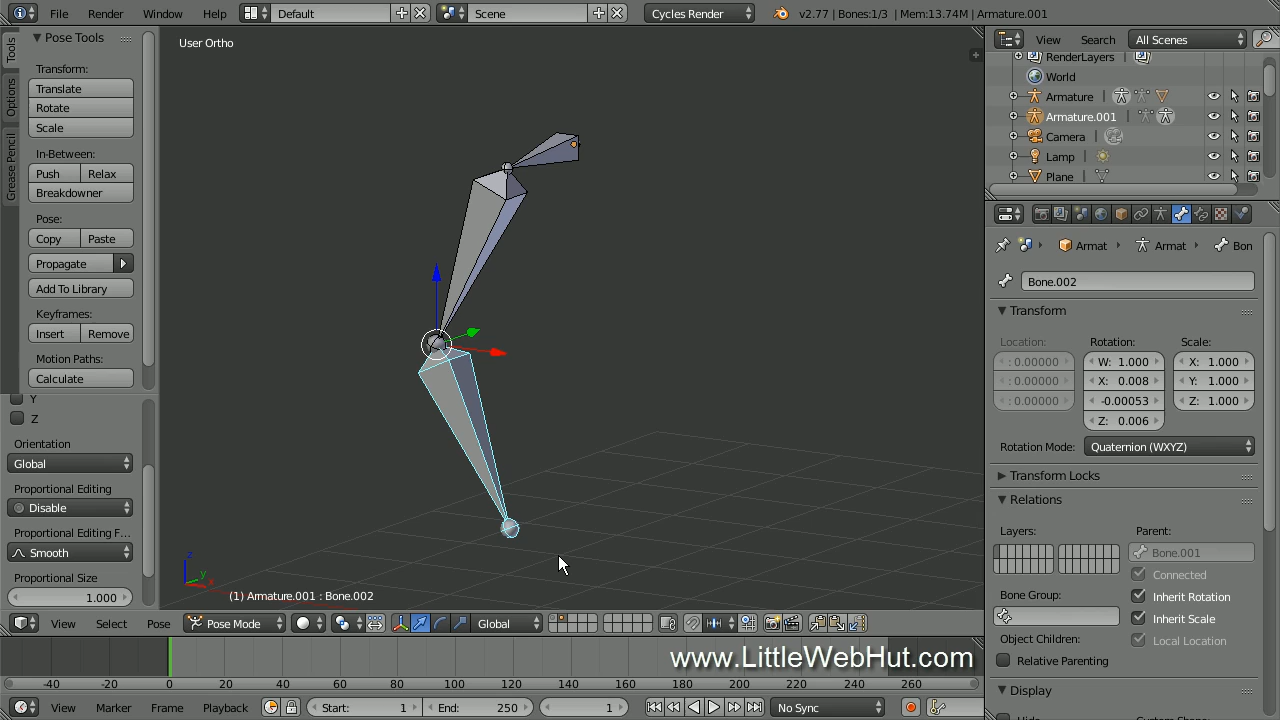 File Render Window Help Default Scene Cycles Render v2.77 | Bones:1/3 | Mem:13.74M | Armature.001
Tools
Options
Grease Pencil
Pose Tools
Transform:
Translate
Rotate
Scale
In-Between:
Push Relax
Breakdowner
Pose:
Copy Paste
Propagate
Add To Library
Keyframes:
Insert Remove
Motion Paths:
Calculate
Y
Z
Orientation
Global
Proportional Editing
Disable
Proportional Editing F...
Smooth
Proportional Size
1.000
User Ortho
z
y
x
(1) Armature.001 : Bone.002
View Select Pose Pose Mode Global
www.LittleWebHut.com
-40 -20 0 20 40 60 80 100 120 140 160 180 200 220 240 260
View Marker Frame Playback Start: 1 End: 250 1 No Sync
View Search All Scenes
RenderLayers |
World
Armature |
Armature.001 |
Camera |
Lamp |
Plane |
Armat Armat Bon
Bone.002
Transform
Location: Rotation: Scale:
: 0.00000 W: 1.000 X: 1.000
: 0.00000 X: 0.008 Y: 1.000
: 0.00000 -0.00053 Z: 1.000
Z: 0.006
Rotation Mode: Quaternion (WXYZ)
Transform Locks
Relations
Layers: Parent:
Bone.001
Connected
Bone Group: Inherit Rotation
Inherit Scale
Object Children: Local Location
Relative Parenting
Display